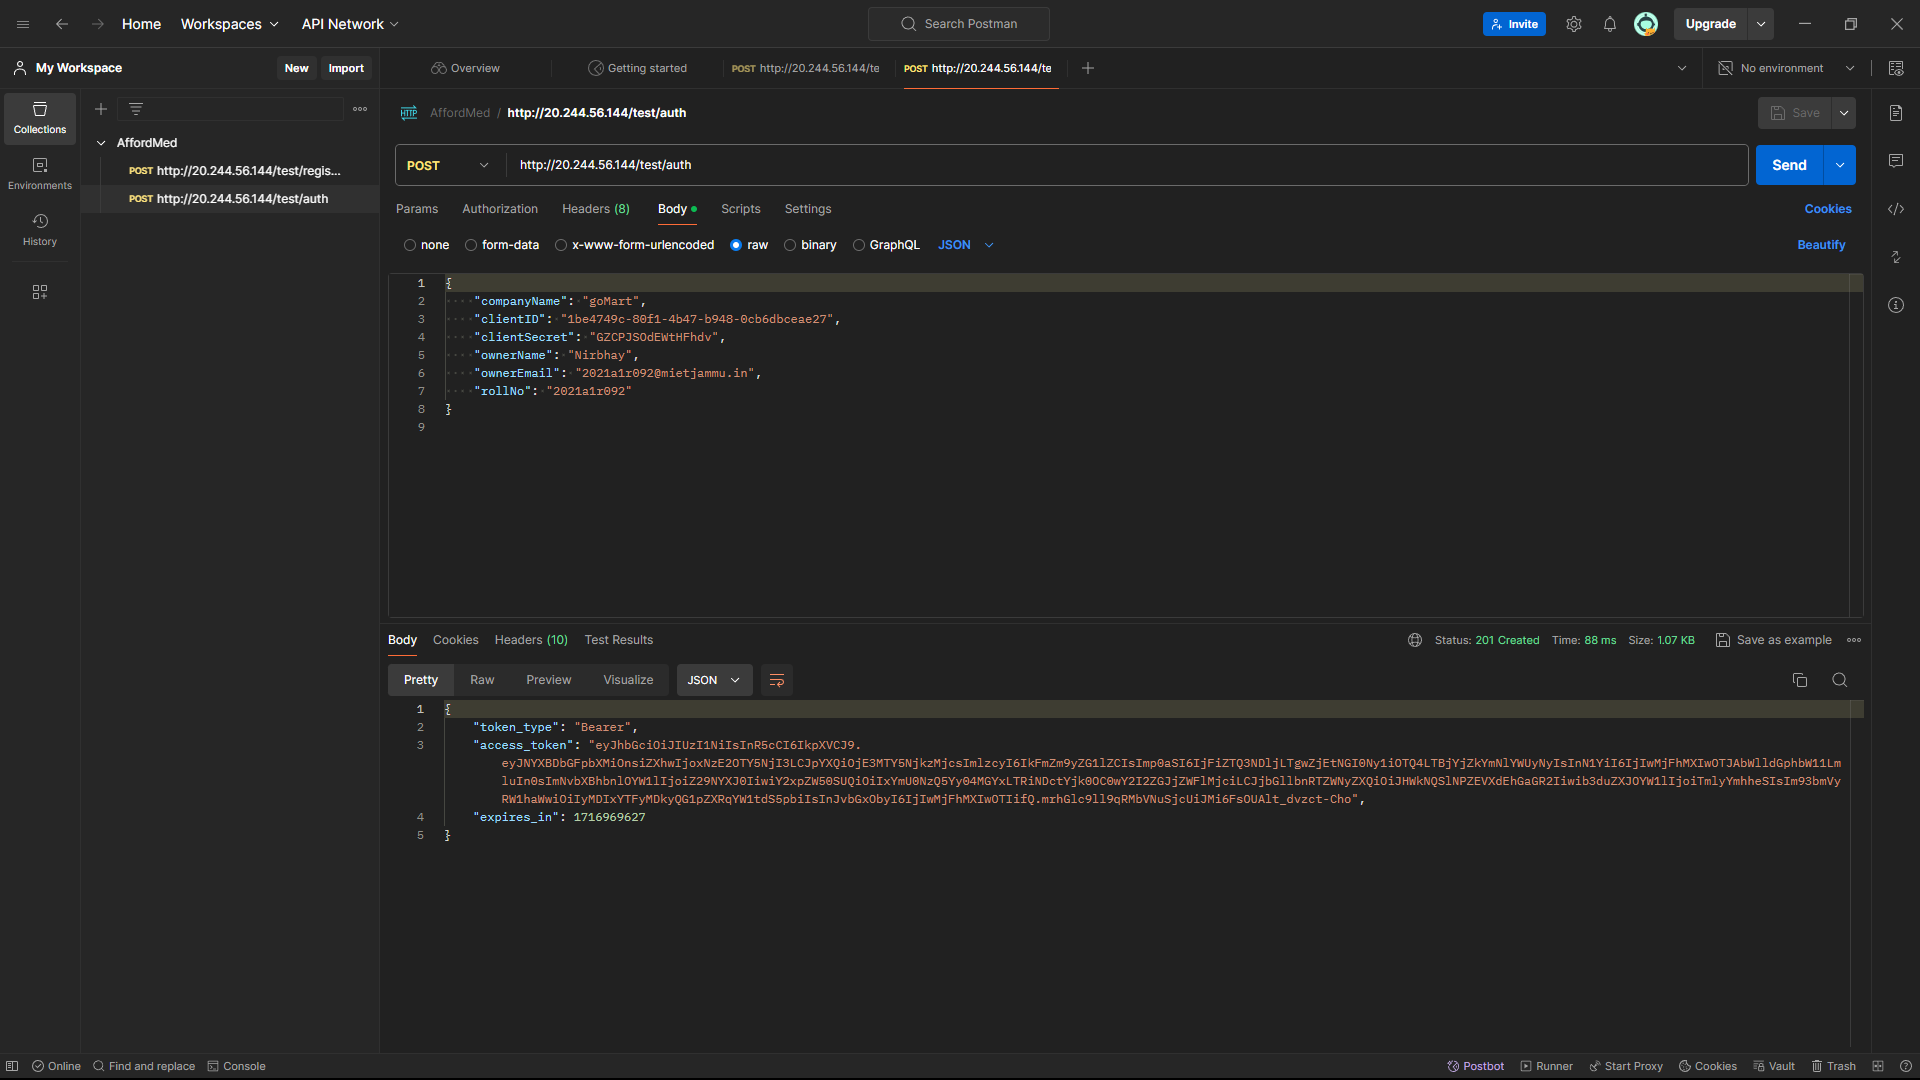 Home Workspaces API Network Search Postman Invite Upgrade
My Workspace New Import Overview Getting started POST http://20.244.56.144/te POST http://20.244.56.144/te No environment
Collections
Environments
History
AffordMed
POST http://20.244.56.144/test/regis...
POST http://20.244.56.144/test/auth
HTTP AffordMed / http://20.244.56.144/test/auth Save
POST http://20.244.56.144/test/auth Send
Params Authorization Headers (8) Body Scripts Settings Cookies
none form-data x-www-form-urlencoded raw binary GraphQL JSON Beautify
1 {
2 "companyName": "goMart",
3 "clientID": "1be4749c-80f1-4b47-b948-0cb6dbceae27",
4 "clientSecret": "GZCPJSOdEWtHFhdv",
5 "ownerName": "Nirbhay",
6 "ownerEmail": "2021a1r092@mietjammu.in",
7 "rollNo": "2021a1r092"
8 }
9
Body Cookies Headers (10) Test Results Status: 201 Created Time: 88 ms Size: 1.07 KB Save as example
Pretty Raw Preview Visualize JSON
1 {
2 "token_type": "Bearer",
3 "access_token": "eyJhbGciOiJIUzI1NiIsInR5cCI6IkpXVCJ9.
4 "expires_in": 1716969627
5 }
Online Find and replace Console Postbot Runner Start Proxy Cookies Vault Trash